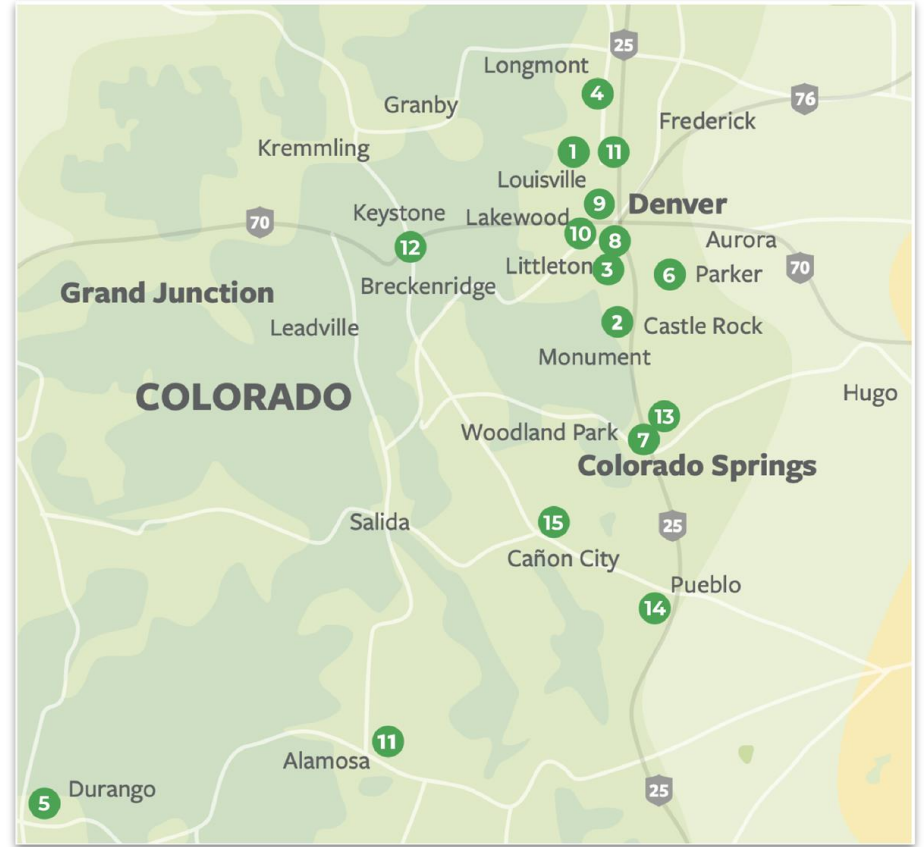 25
Longmont
4
76
Granby
Frederick
Kremmling
1
11
Louisville
9
Denver
Keystone
Lakewood
70
10
8
Aurora
12
Littleton
3
6
Parker
70
Breckenridge
Grand Junction
2
Castle Rock
Leadville
Monument
COLORADO
Hugo
13
Woodland Park
7
Colorado Springs
Salida
15
25
Cañon City
Pueblo
14
11
Alamosa
Durango
5
25